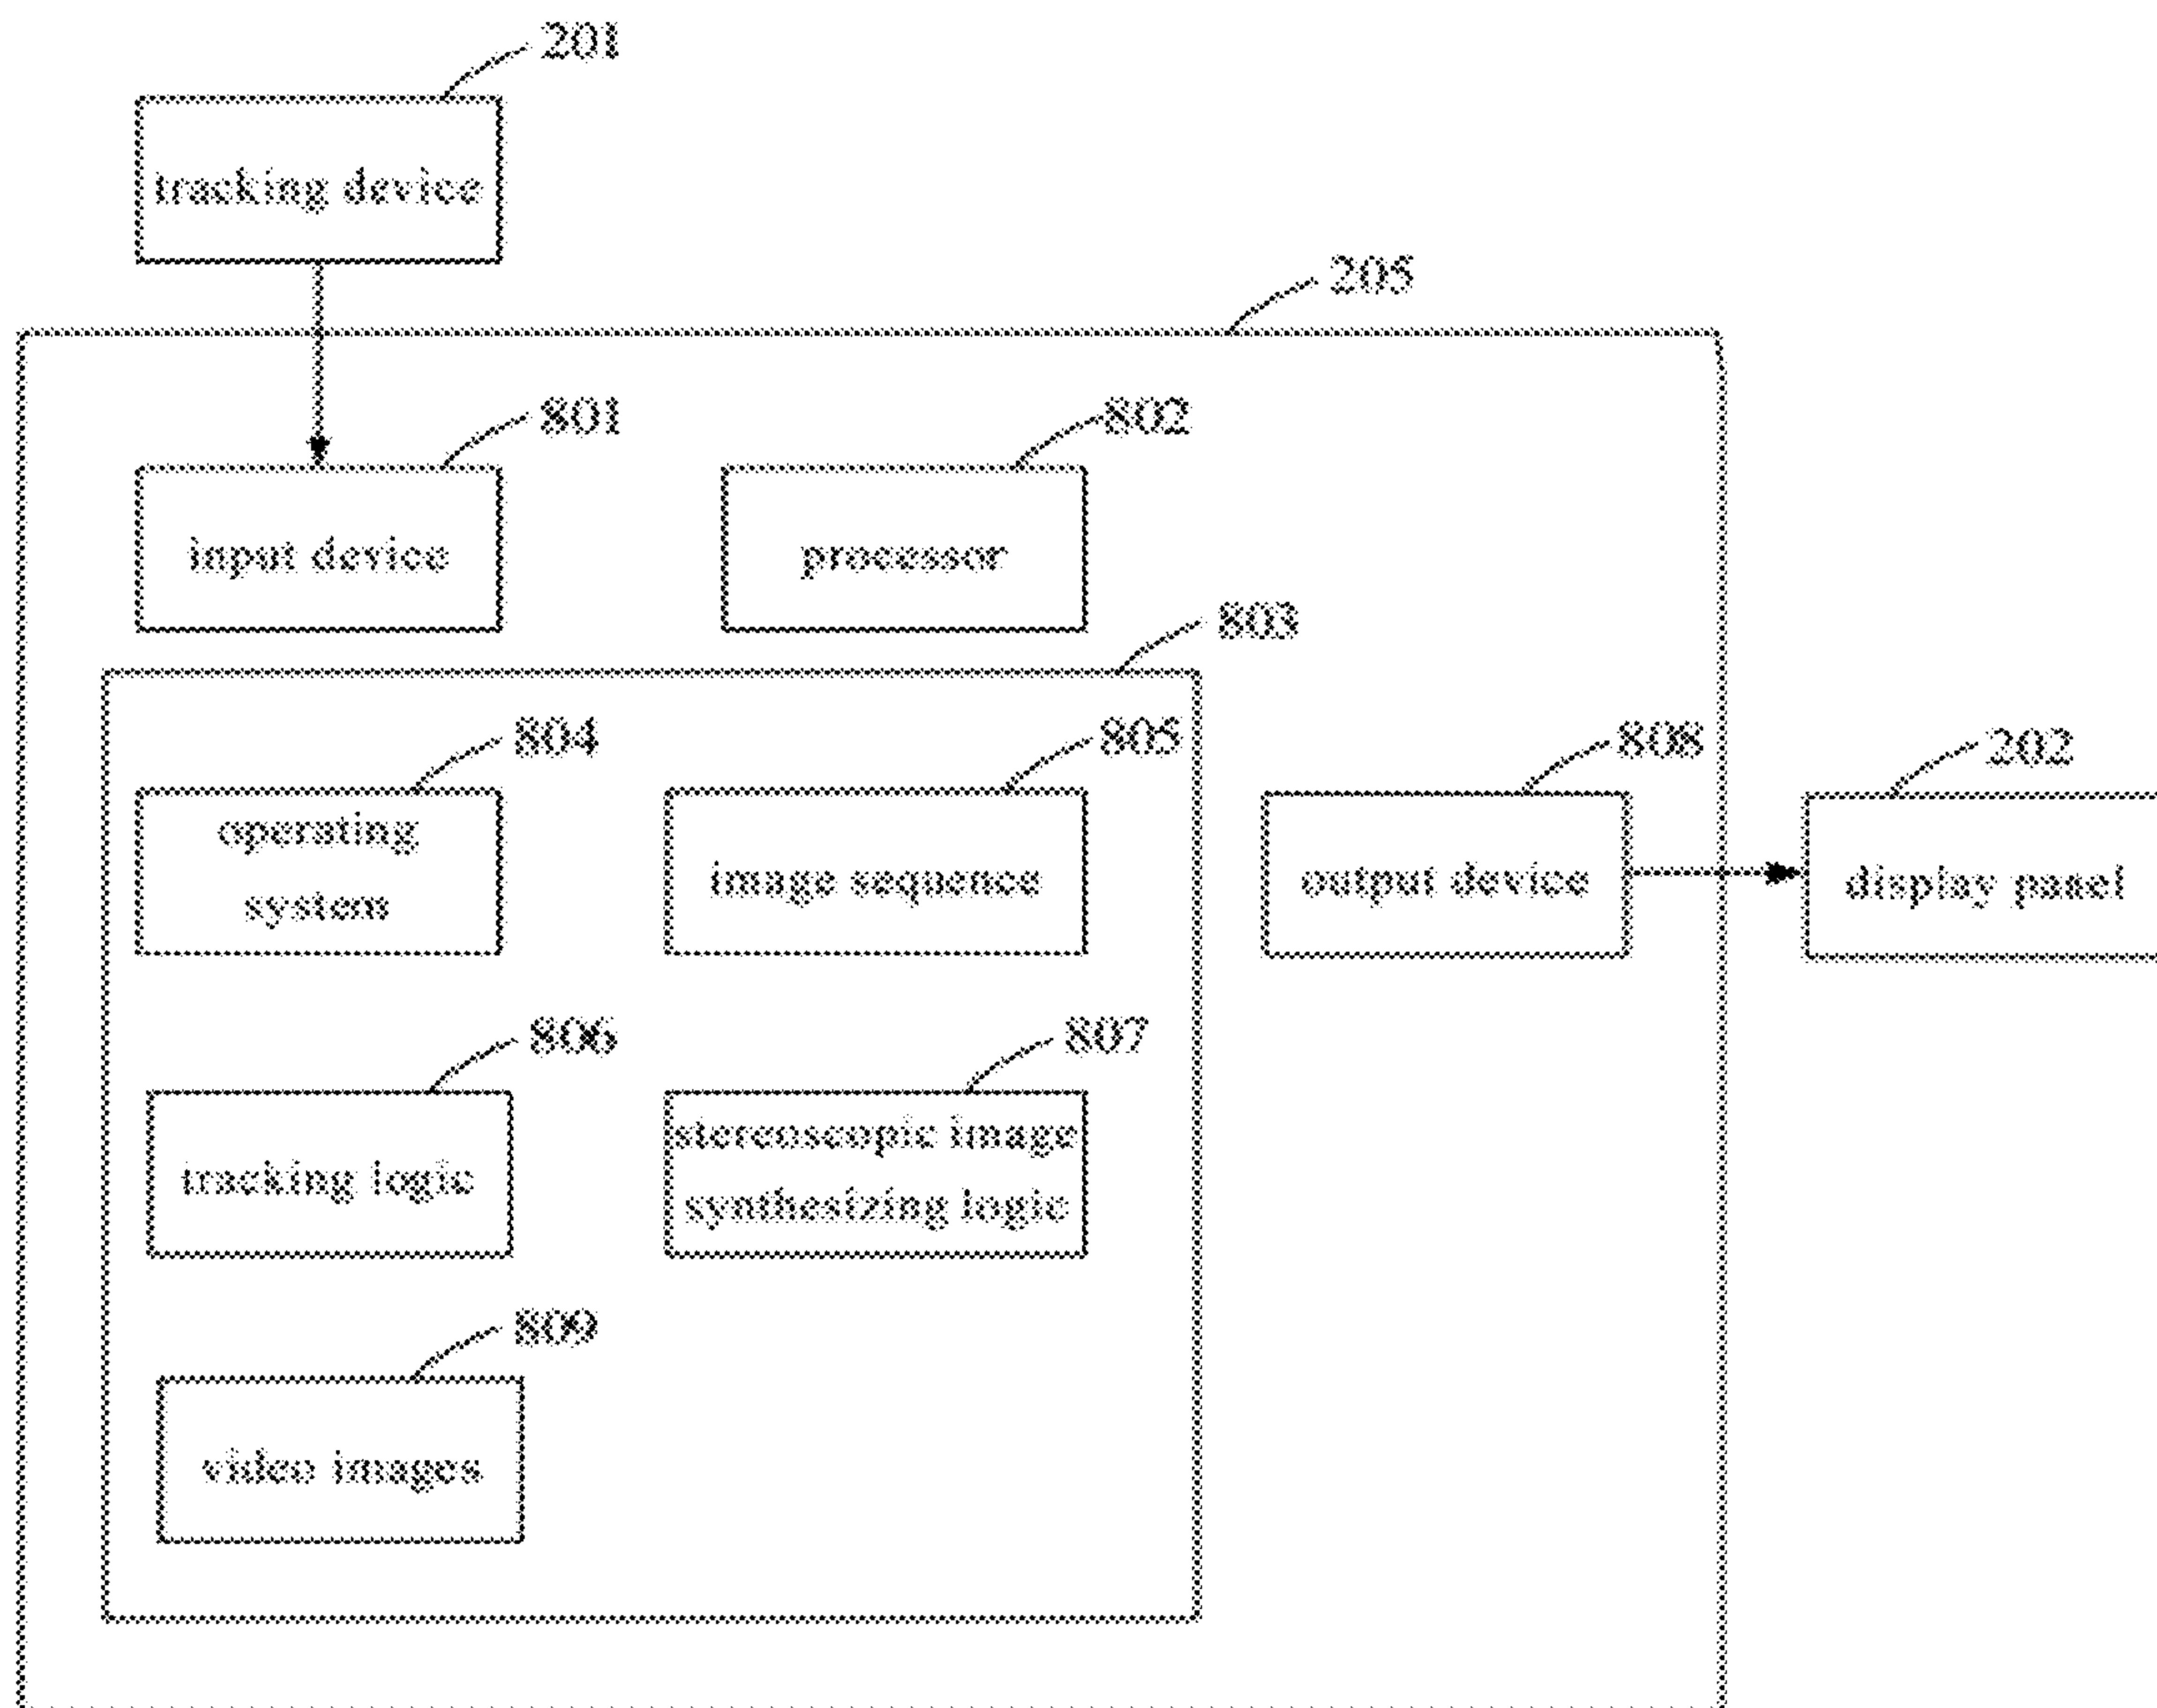 201
tracking device
205
801
802
input device
processor
803
804
805
808
202
operating
system
image sequence
output device
display panel
806
807
tracking logic
stereoscopic image
synthesizing logic
809
video images